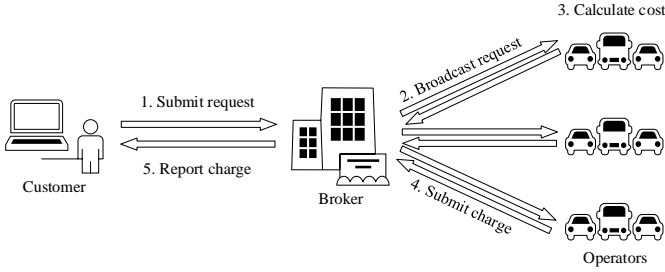 3. Calculate cost
2. Broadcast request
1. Submit request
5. Report charge
4. Submit charge
Customer
Broker
Operators